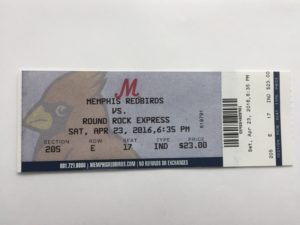 M
MEMPHIS REDBIRDS
VS.
ROUND ROCK EXPRESS
SAT, APR 23, 2016, 6:35 PM
SECTION ROW SEAT TYPE PRICE
205 E 17 IND $23.00
901.721.6000 | MEMPHISREDBIRDS.COM | NO REFUNDS OR EXCHANGES
Sat, Apr 23, 2016, 6:35 PM
205 E 17 IND $23.00